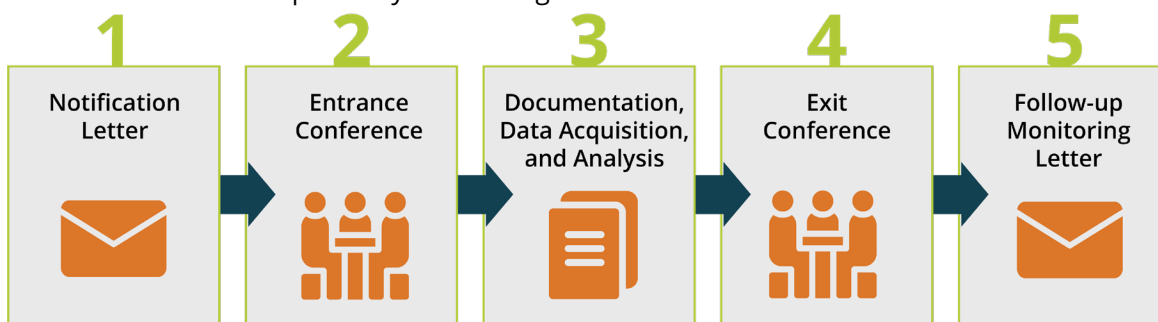 1
2
3
4
5
Notification
Letter
Entrance
Conference
Documentation,
Data Acquisition,
and Analysis
Exit
Conference
Follow-up
Monitoring
Letter